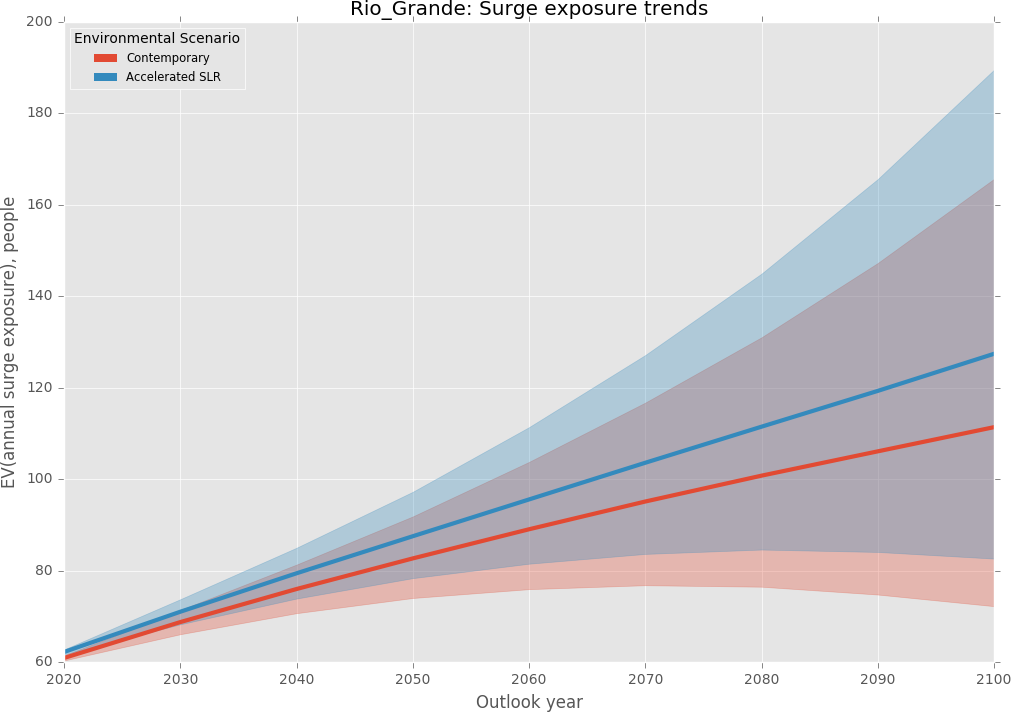 Rio_Grande: Surge exposure trends
Environmental Scenario
Contemporary
Accelerated SLR
EV(annual surge exposure), people
200
180
160
140
120
100
80
60
2020 2030 2040 2050 2060 2070 2080 2090 2100
Outlook year